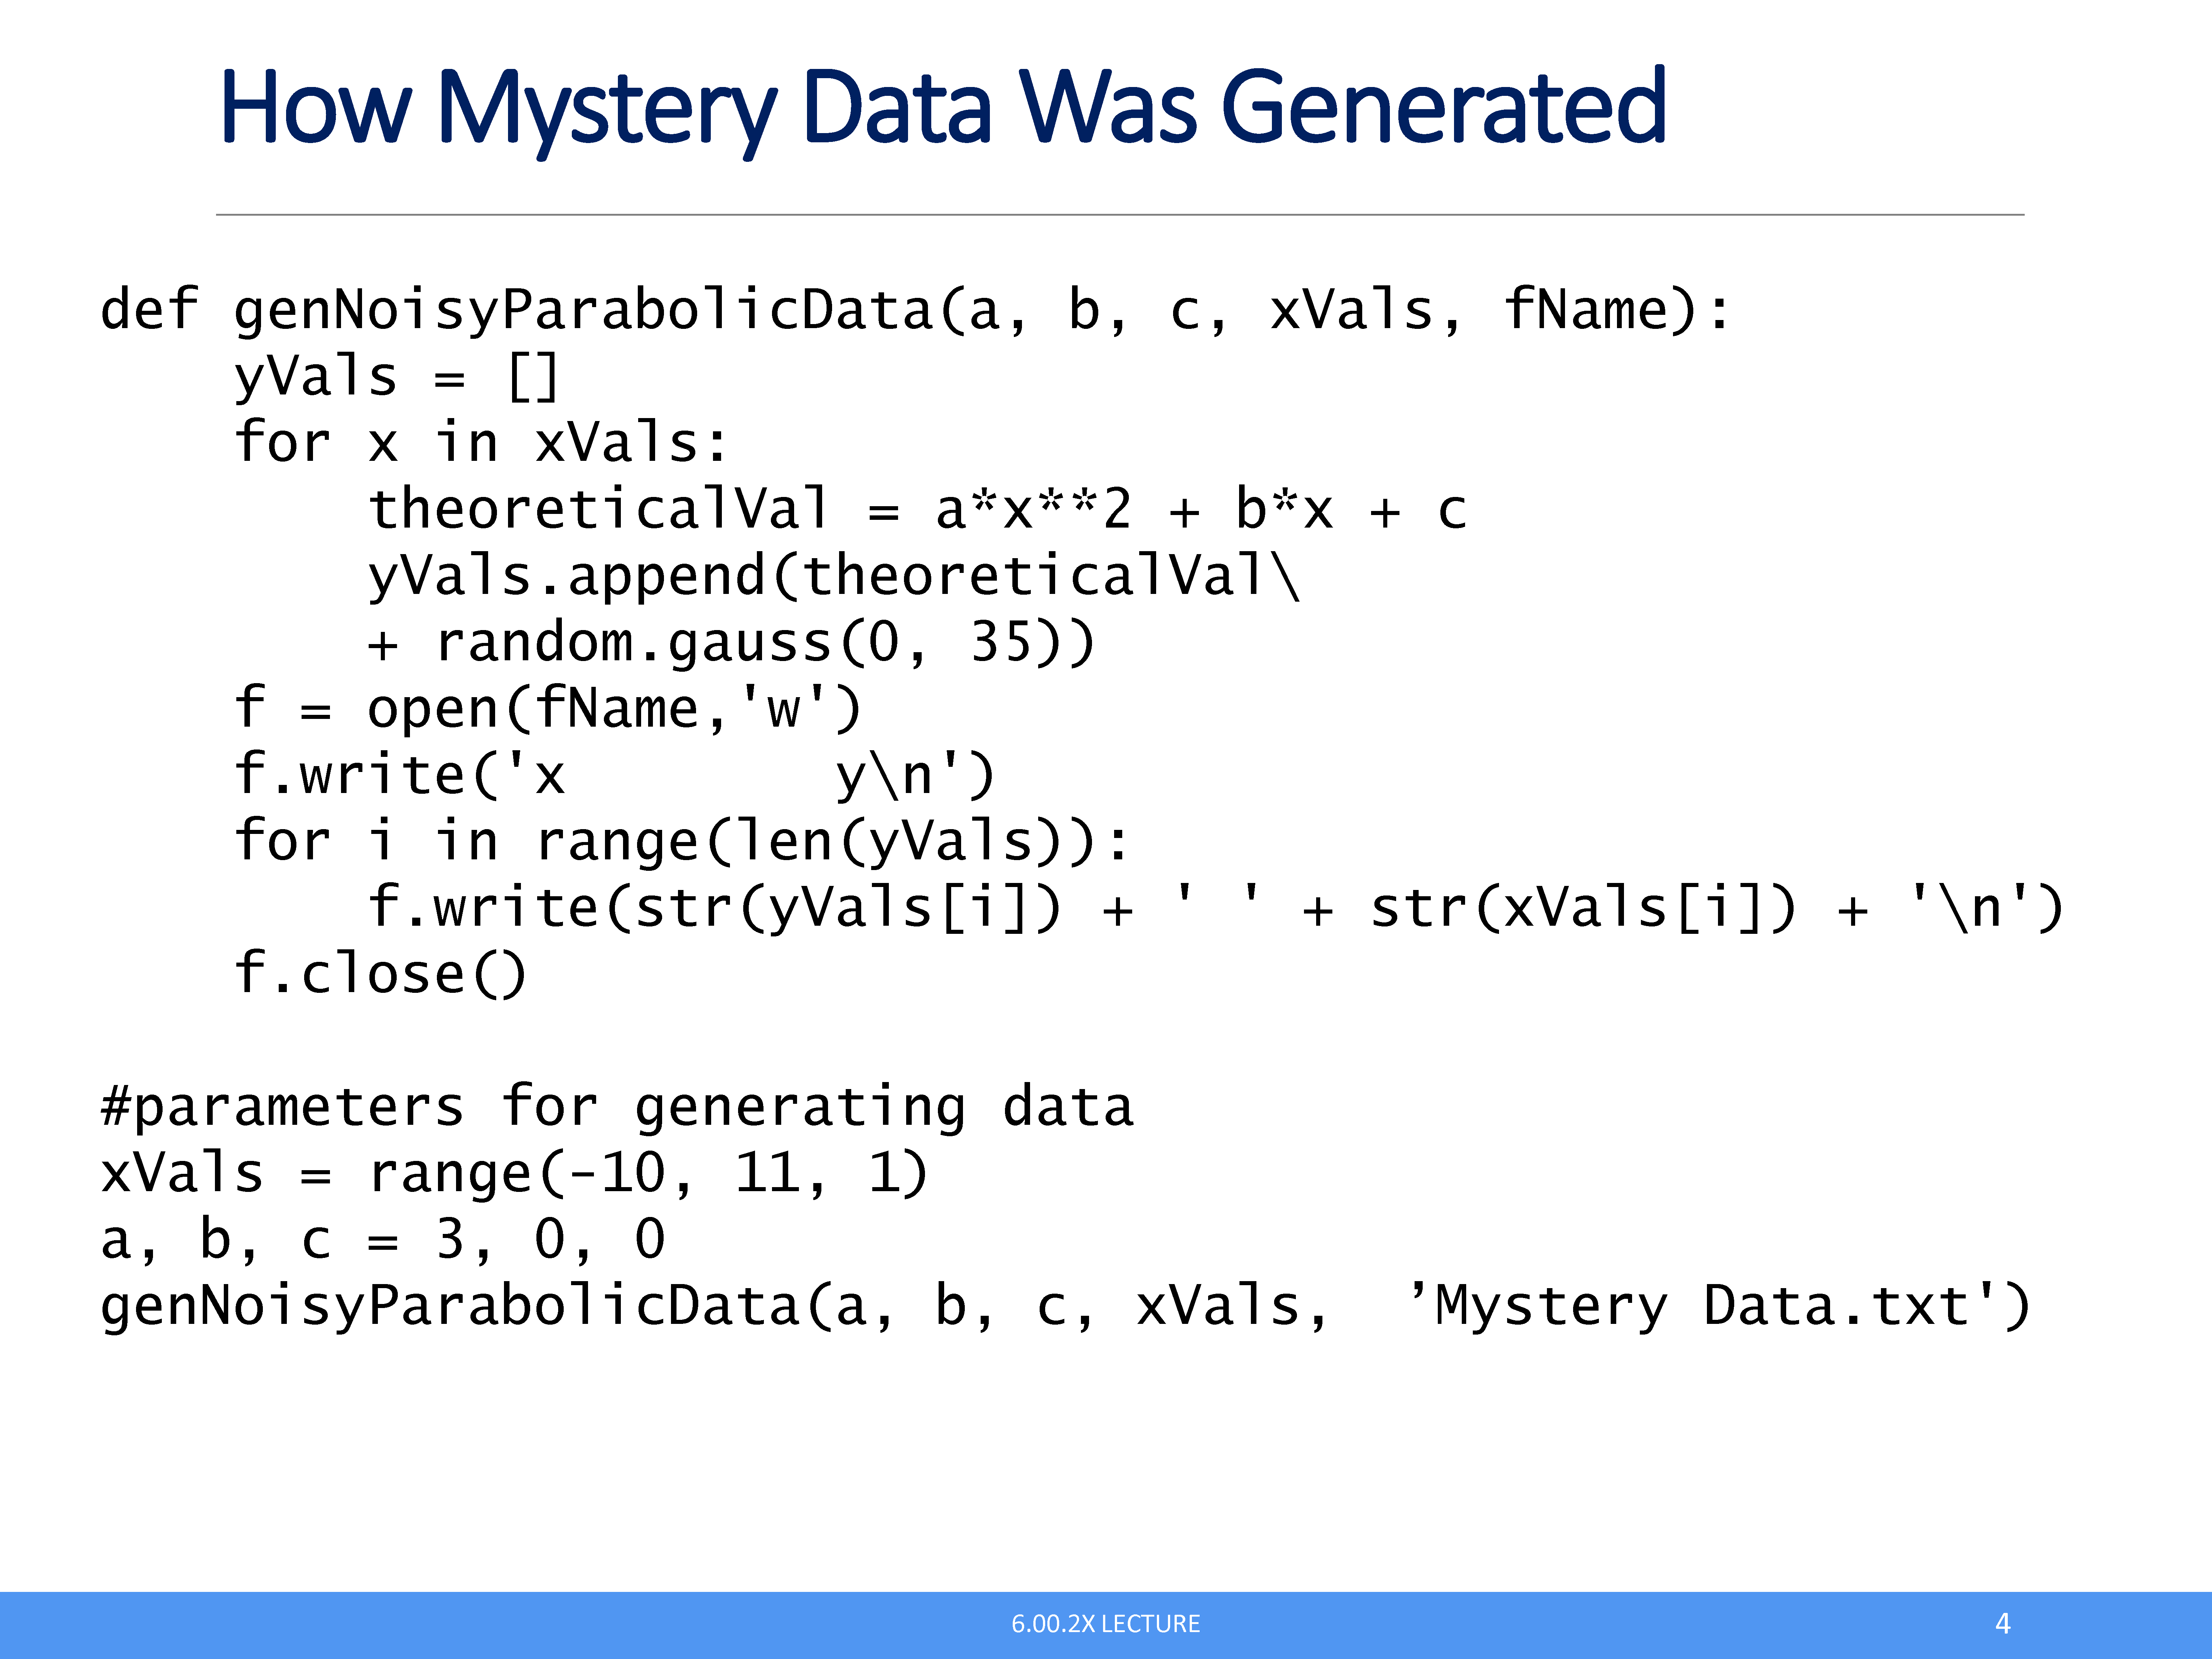 How Mystery Data Was Generated
def genNoisyParabolicData(a, b, c, xVals, fName):
    yVals = []
    for x in xVals:
        theoreticalVal = a*x**2 + b*x + c
        yVals.append(theoreticalVal\
        + random.gauss(0, 35))
    f = open(fName,'w')
    f.write('x        y\n')
    for i in range(len(yVals)):
        f.write(str(yVals[i]) + ' ' + str(xVals[i]) + '\n')
    f.close()
#parameters for generating data
xVals = range(-10, 11, 1)
a, b, c = 3, 0, 0
genNoisyParabolicData(a, b, c, xVals,  ’Mystery Data.txt')
6.00.2X LECTURE
4